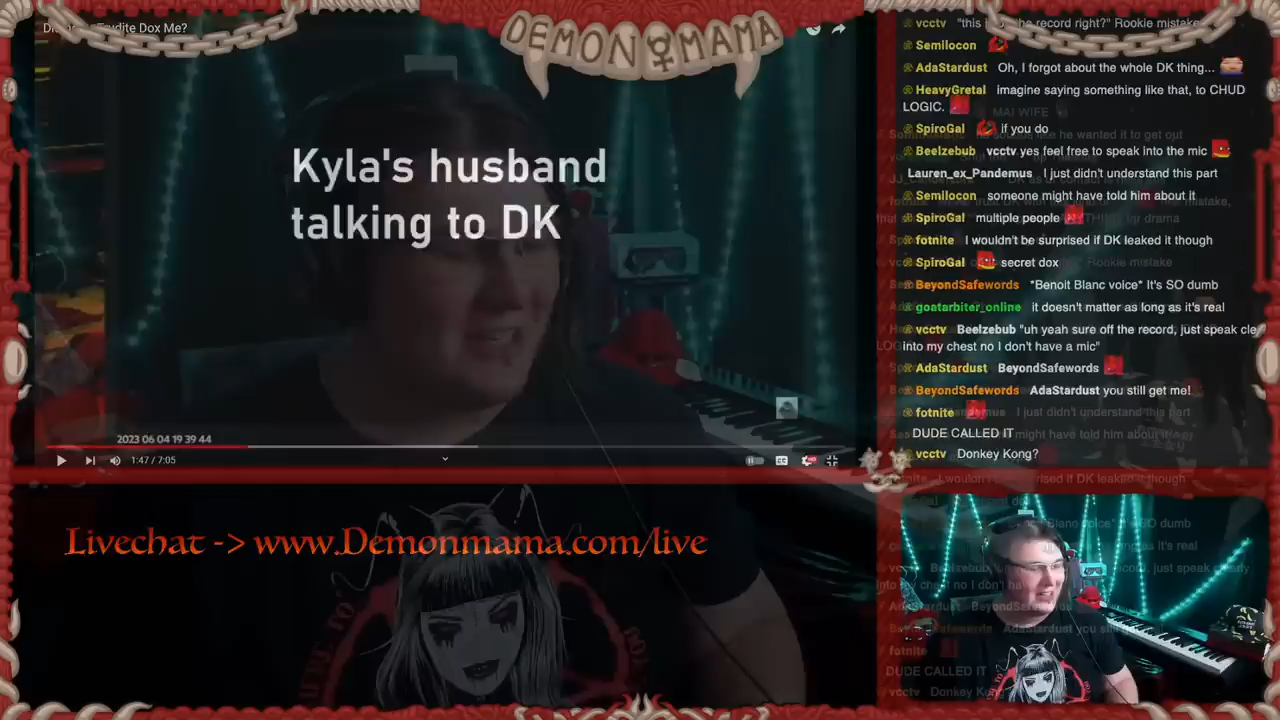 DEMON MAMA
Kyla's husband
talking to DK
2023 06 04 19 39 44
1:47 / 7:05
Livechat -> www.Demonmama.com/live
vcctv
Semilocon
AdaStardust Oh, I forgot about the whole DK thing...
HeavyGretal imagine saying something like that, to CHUD
LOGIC.
SpiroGal if you do
Beelzebub vcctv yes feel free to speak into the mic
Lauren_ex_Pandemus I just didn't understand this part
Semilocon someone might have told him about it
SpiroGal multiple people
fotnite I wouldn't be surprised if DK leaked it though
SpiroGal secret dox
BeyondSafewords *Benoit Blanc voice* It's SO dumb
goatarbiter_online it doesn't matter as long as it's real
vcctv Beelzebub "uh yeah sure off the record, just speak cle
into my chest no I don't have a mic"
AdaStardust BeyondSafewords
BeyondSafewords AdaStardust you still get me!
fotnite
DUDE CALLED IT
vcctv Donkey Kong?